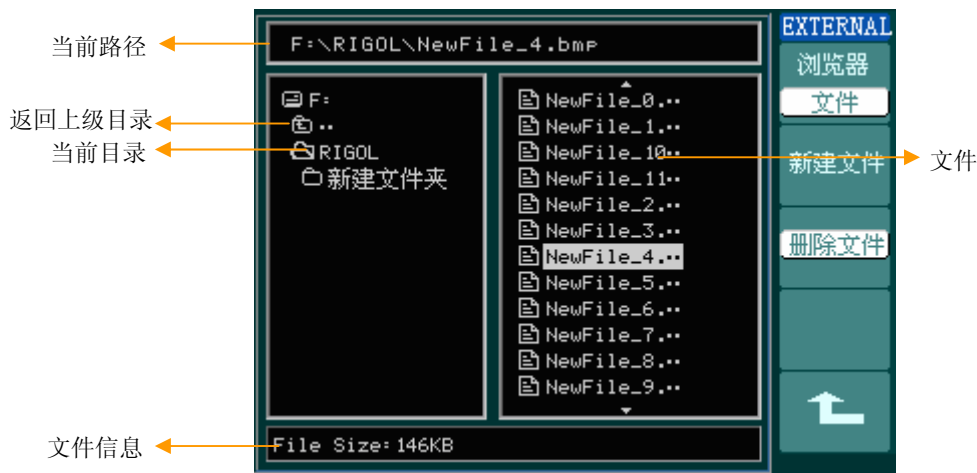 EXTERNAL
当前路径
F:\RIGOL\NewFile_4.bmp
浏览器
文件
返回上级目录
当前目录
F:
..
RIGOL
新建文件夹
NewFile_0...
NewFile_1...
NewFile_10..
NewFile_11..
NewFile_2...
NewFile_3...
NewFile_4...
NewFile_5...
NewFile_6...
NewFile_7...
NewFile_8...
NewFile_9...
文件
新建文件
删除文件
文件信息
File Size:146KB